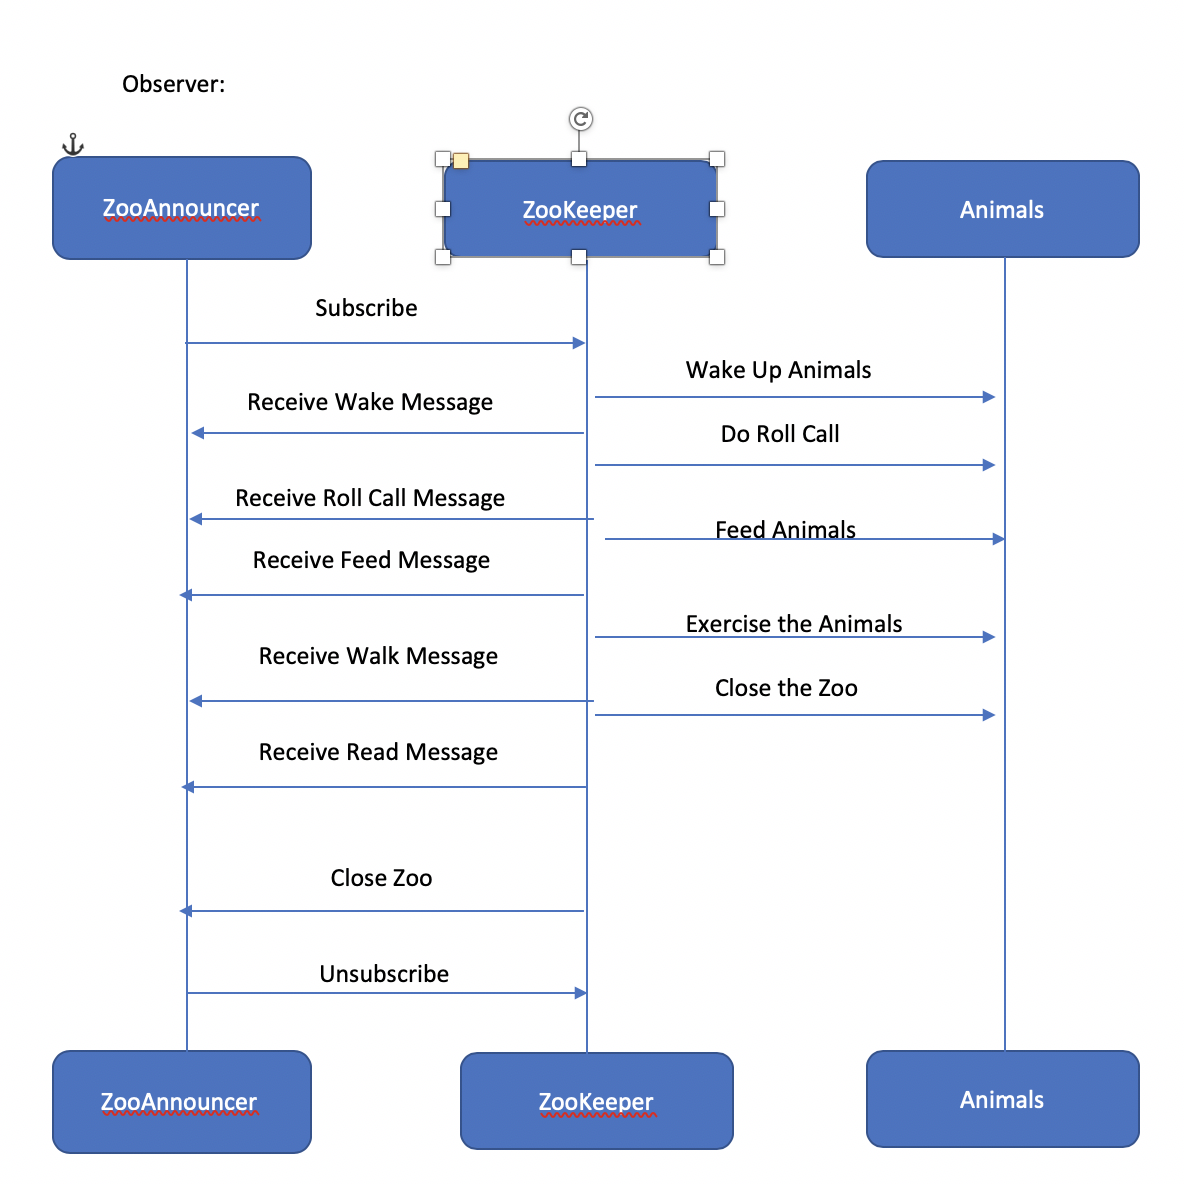 Observer:
ZooAnnouncer
ZooKeeper
Animals
Subscribe
Wake Up Animals
Receive Wake Message
Do Roll Call
Receive Roll Call Message
Feed Animals
Receive Feed Message
Exercise the Animals
Receive Walk Message
Close the Zoo
Receive Read Message
Close Zoo
Unsubscribe
ZooAnnouncer
ZooKeeper
Animals